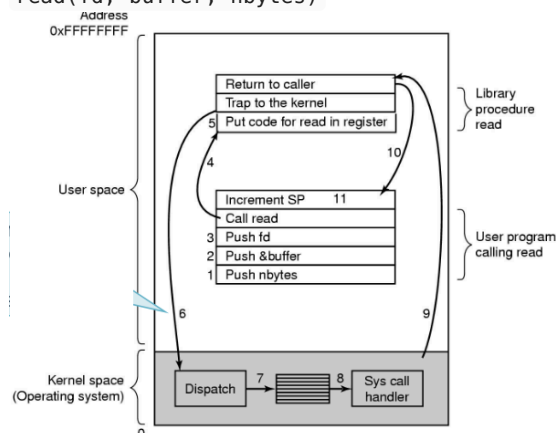 read(fd, buffer, nbytes)
Address
0xFFFFFFFF
Return to caller
Trap to the kernel
5 Put code for read in register
Library
procedure
read
4
10
User space
Increment SP 11
Call read
3 Push fd
2 Push &buffer
1 Push nbytes
User program
calling read
6
9
Kernel space
(Operating system)
Dispatch
7
8
Sys call
handler
0